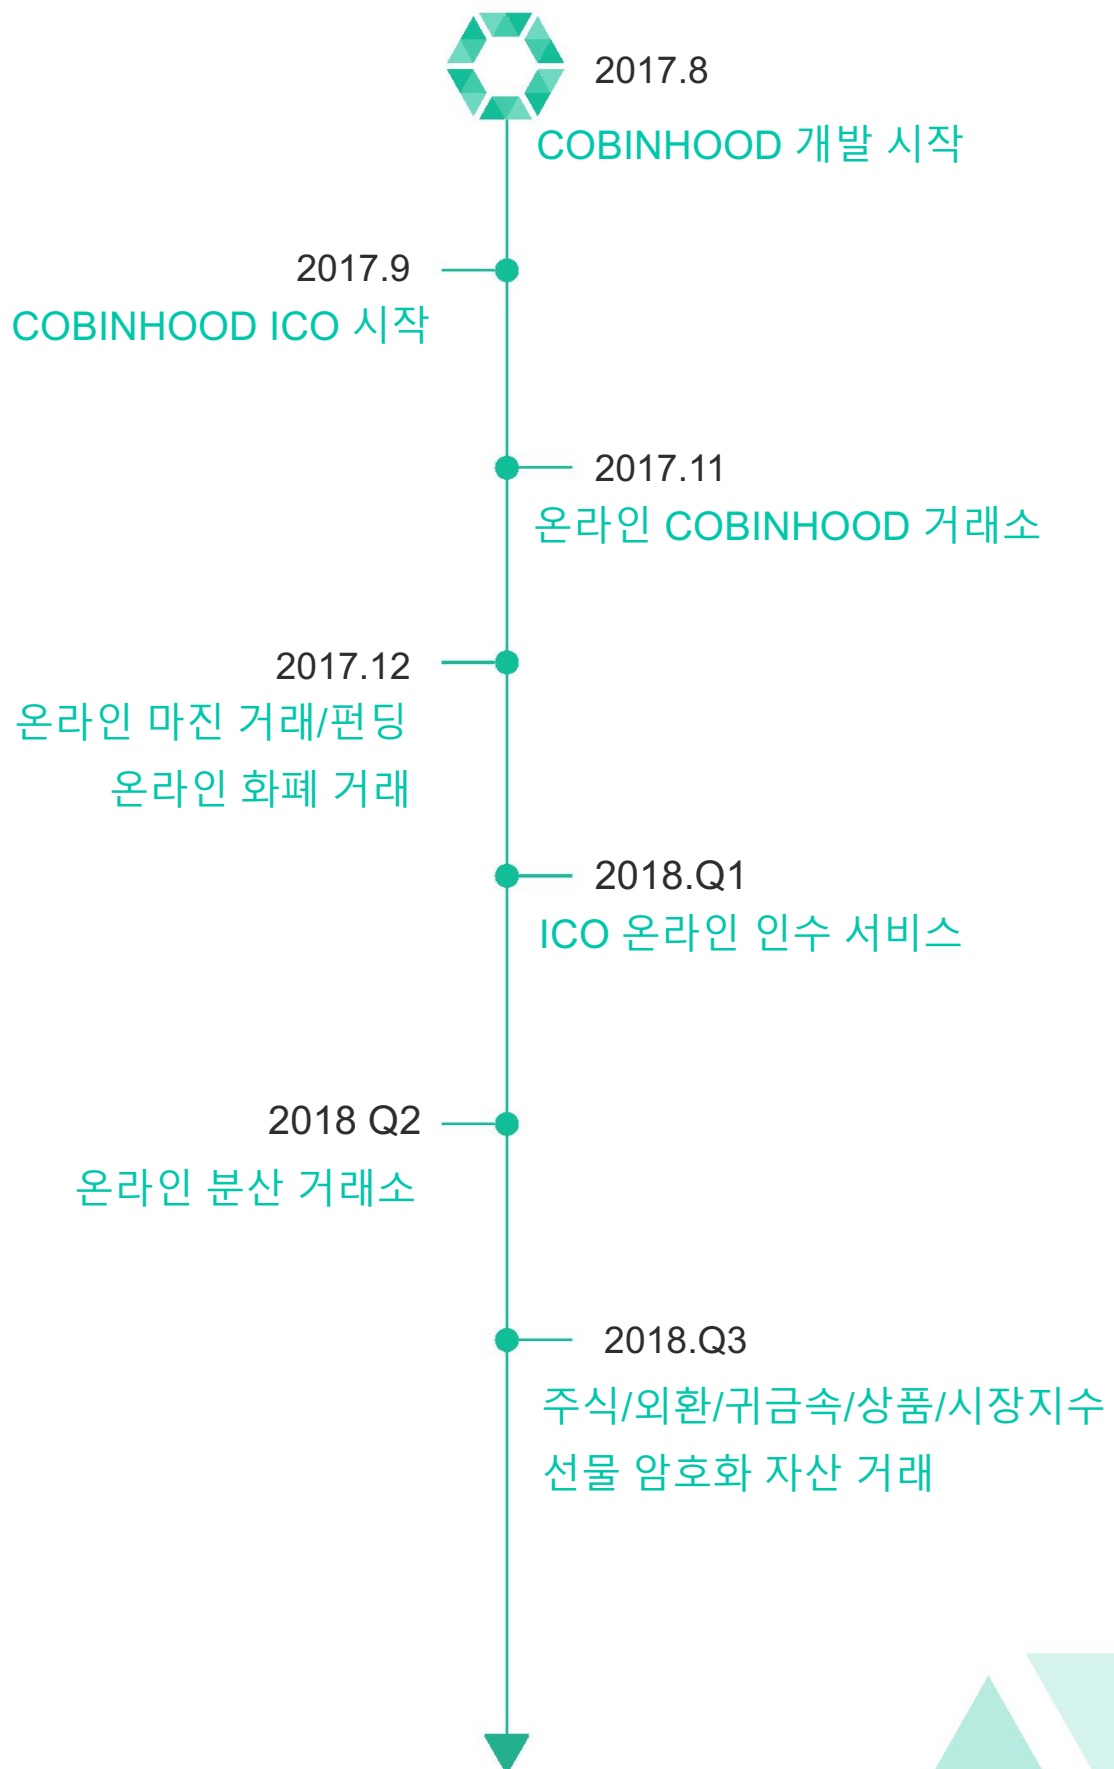 2017.8
COBINHOOD 개발 시작
2017.9
COBINHOOD ICO 시작
2017.11
온라인 COBINHOOD 거래소
2017.12
온라인 마진 거래/펀딩
온라인 화폐 거래
2018.Q1
ICO 온라인 인수 서비스
2018 Q2
온라인 분산 거래소
2018.Q3
주식/외환/귀금속/상품/시장지수
선물 암호화 자산 거래